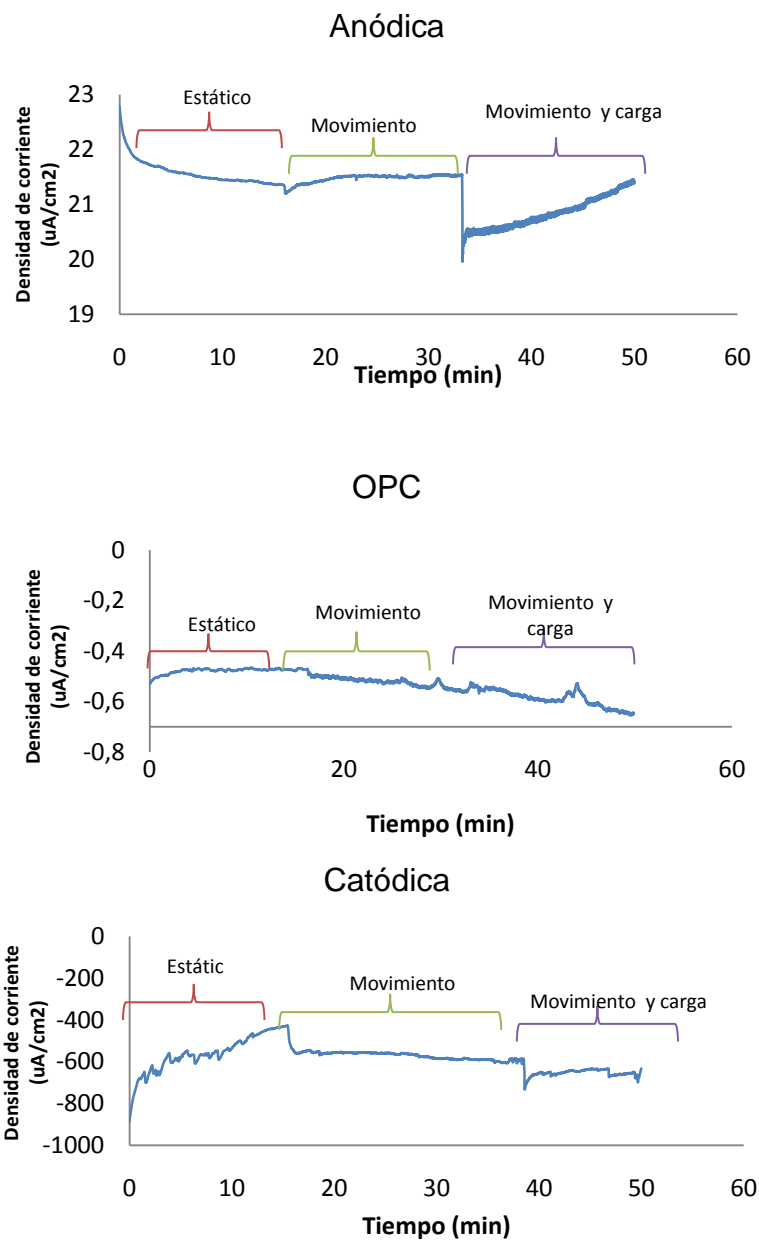 Anódica
Densidad de corriente
(uA/cm2)
23
22
21
20
19
Estático
Movimiento
Movimiento y carga
0 10 20 30 40 50 60
Tiempo (min)
OPC
Densidad de corriente
(uA/cm2)
0
-0,2
-0,4
-0,6
-0,8
Estático
Movimiento
Movimiento y
carga
0 20 40 60
Tiempo (min)
Catódica
Densidad de corriente
(uA/cm2)
0
-200
-400
-600
-800
-1000
Estátic
Movimiento
Movimiento y carga
0 10 20 30 40 50 60
Tiempo (min)